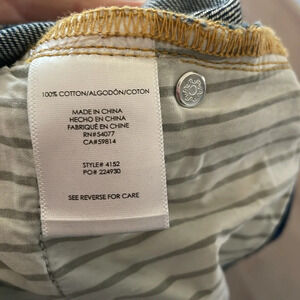 100% COTTON/ALGODÓN/COTON
MADE IN CHINA
HECHO EN CHINA
FABRIQUÉ EN CHINE
RN#54077
CA#59814
STYLE# 4152
PO# 224930
SEE REVERSE FOR CARE